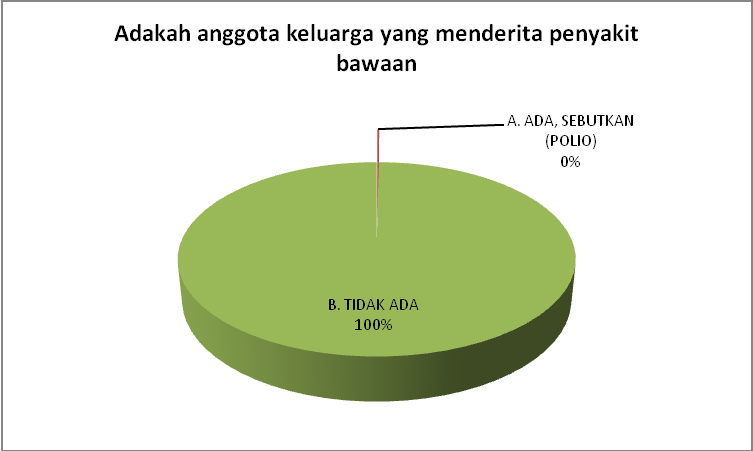 Adakah anggota keluarga yang menderita penyakit
bawaan
A. ADA, SEBUTKAN
(POLIO)
0%
B. TIDAK ADA
100%